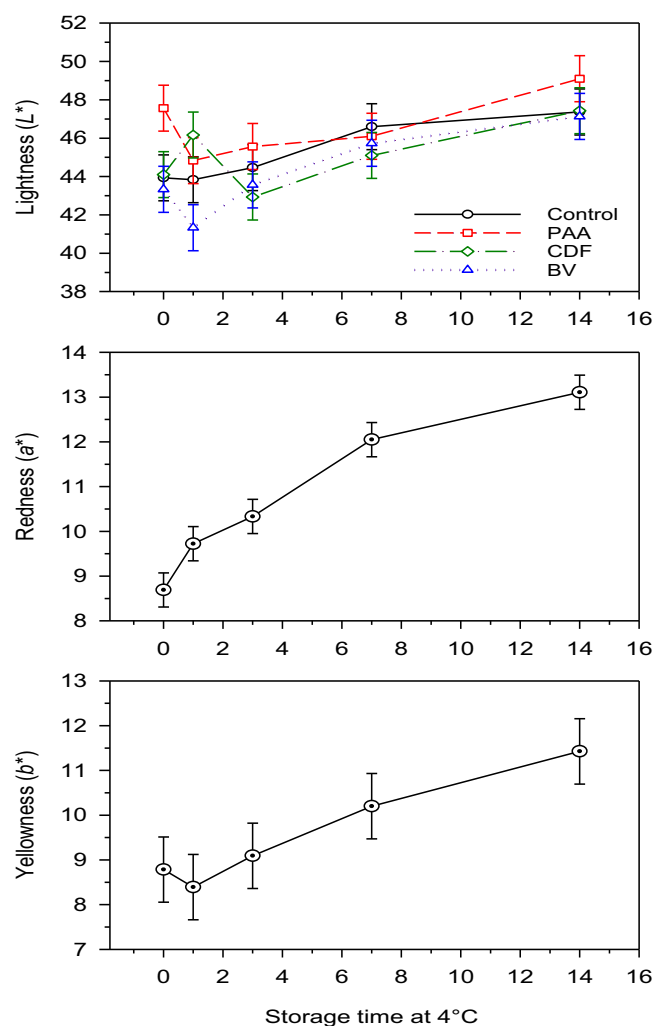 52
50
48
46
44
42
40
38
Lightness (L*)
Control
PAA
CDF
BV
0 2 4 6 8 10 12 14 16
14
13
12
11
10
9
8
Redness (a*)
0 2 4 6 8 10 12 14 16
13
12
11
10
9
8
7
Yellowness (b*)
0 2 4 6 8 10 12 14 16
Storage time at 4°C